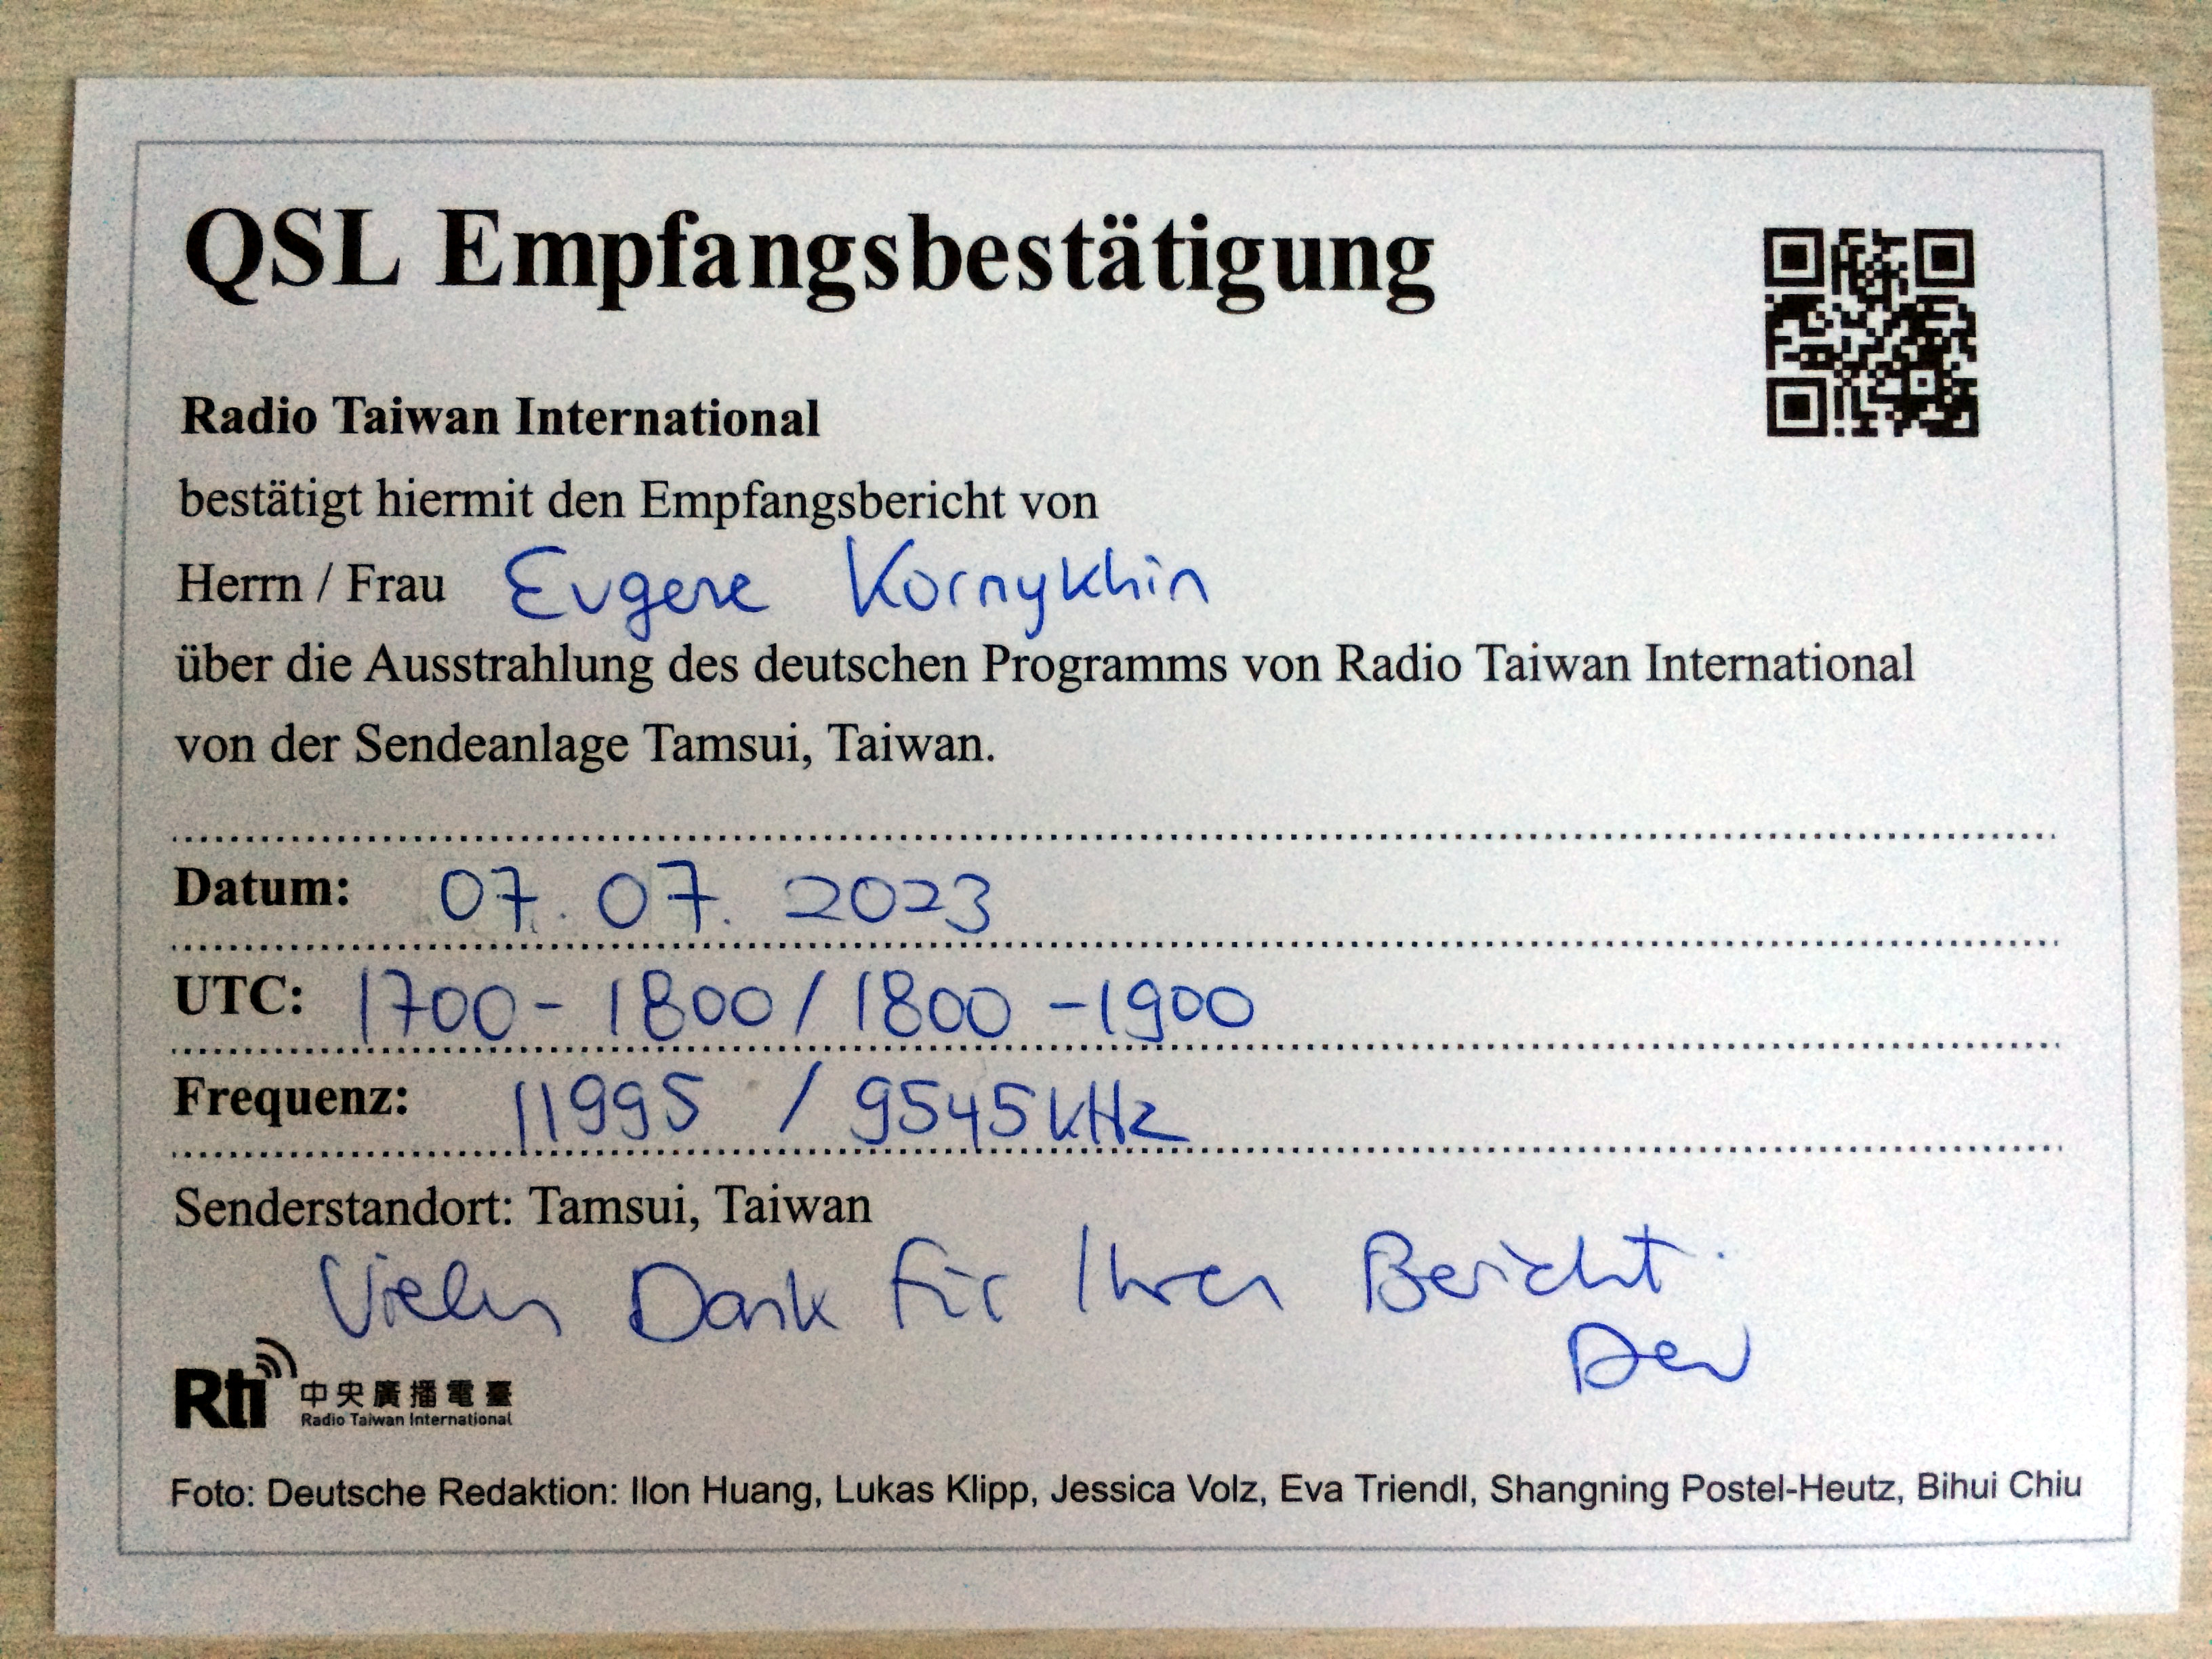 QSL Empfangsbestätigung
Radio Taiwan International
bestätigt hiermit den Empfangsbericht von
Herrn / Frau Eugene Kornykhin
über die Ausstrahlung des deutschen Programms von Radio Taiwan International
von der Sendeanlage Tamsui, Taiwan.
Datum: 07. 07. 2023
UTC: 1700 - 1800 / 1800 - 1900
Frequenz: 11995 / 9545 kHz
Senderstandort: Tamsui, Taiwan
Vielen Dank für Ihren Bericht.
Rti 中央廣播電臺
Radio Taiwan International
Foto: Deutsche Redaktion: Ilon Huang, Lukas Klipp, Jessica Volz, Eva Triendl, Shangning Postel-Heutz, Bihui Chiu